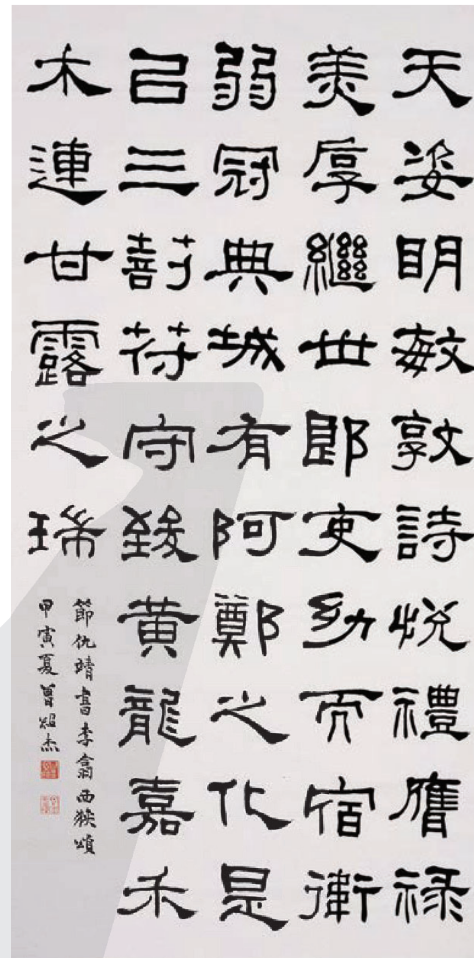 天姿明敏敦詩悅禮膺祿
美厚繼世郎吏幼而宿衛
弱冠典城有阿鄭之化是
㠯三剖符守致黃龍嘉禾
木連甘露之瑞
節仇靖書李翕西狹頌
甲寅夏曾紹杰